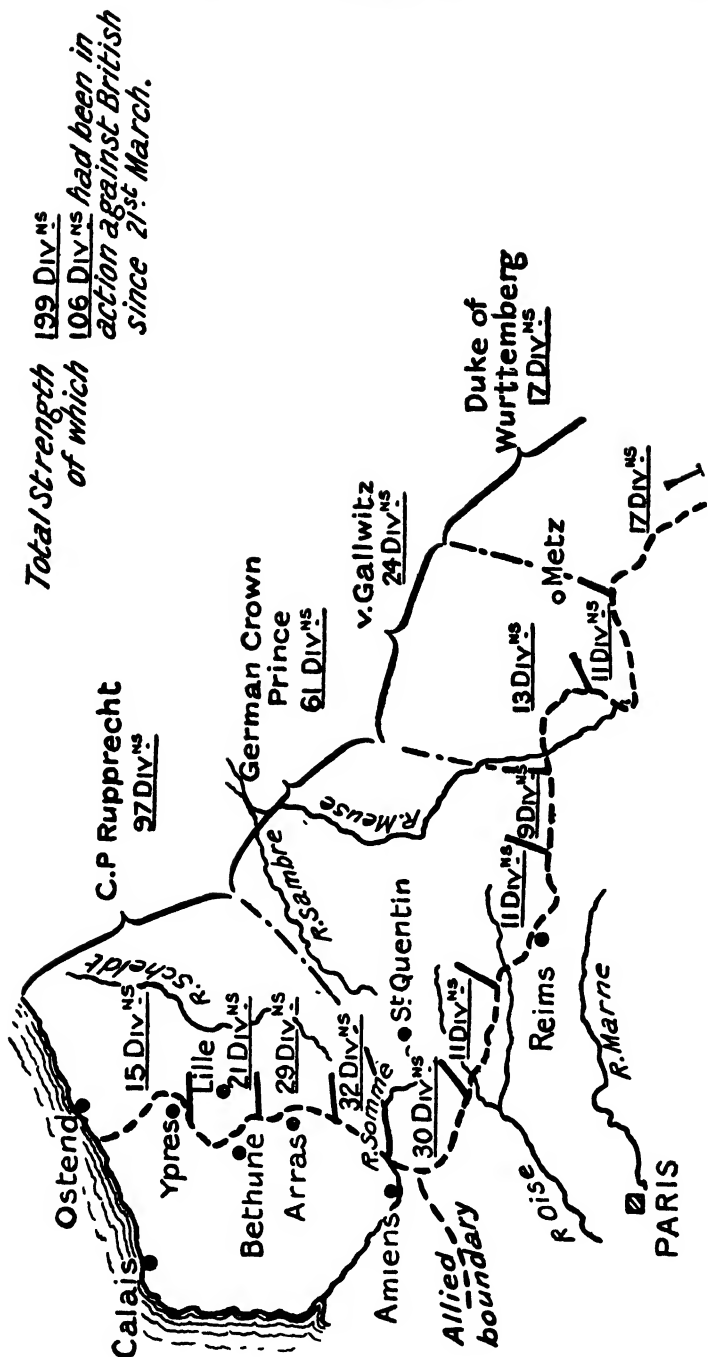 Total Strength 199 DIVNS
of which 106 DIVNS had been in
action against British
since 21st March.
Calais
Ostend
C.P Rupprecht
97 DIVNS
German Crown
Prince
61 DIVNS
v. Gallwitz
24 DIVNS
Duke of
Wurttemberg
17 DIVNS
R. Scheldt
15 DIVNS
Ypres
Lille
21 DIVNS
Bethune
29 DIVNS
Arras
32 DIVNS
R. Sambre
R. Meuse
R. Somme
St Quentin
Amiens
30 DIVNS
11 DIVNS
11 DIVNS
9 DIVNS
13 DIVNS
11 DIVNS
17 DIVNS
Metz
Allied
boundary
R Oise
Reims
R. Marne
PARIS